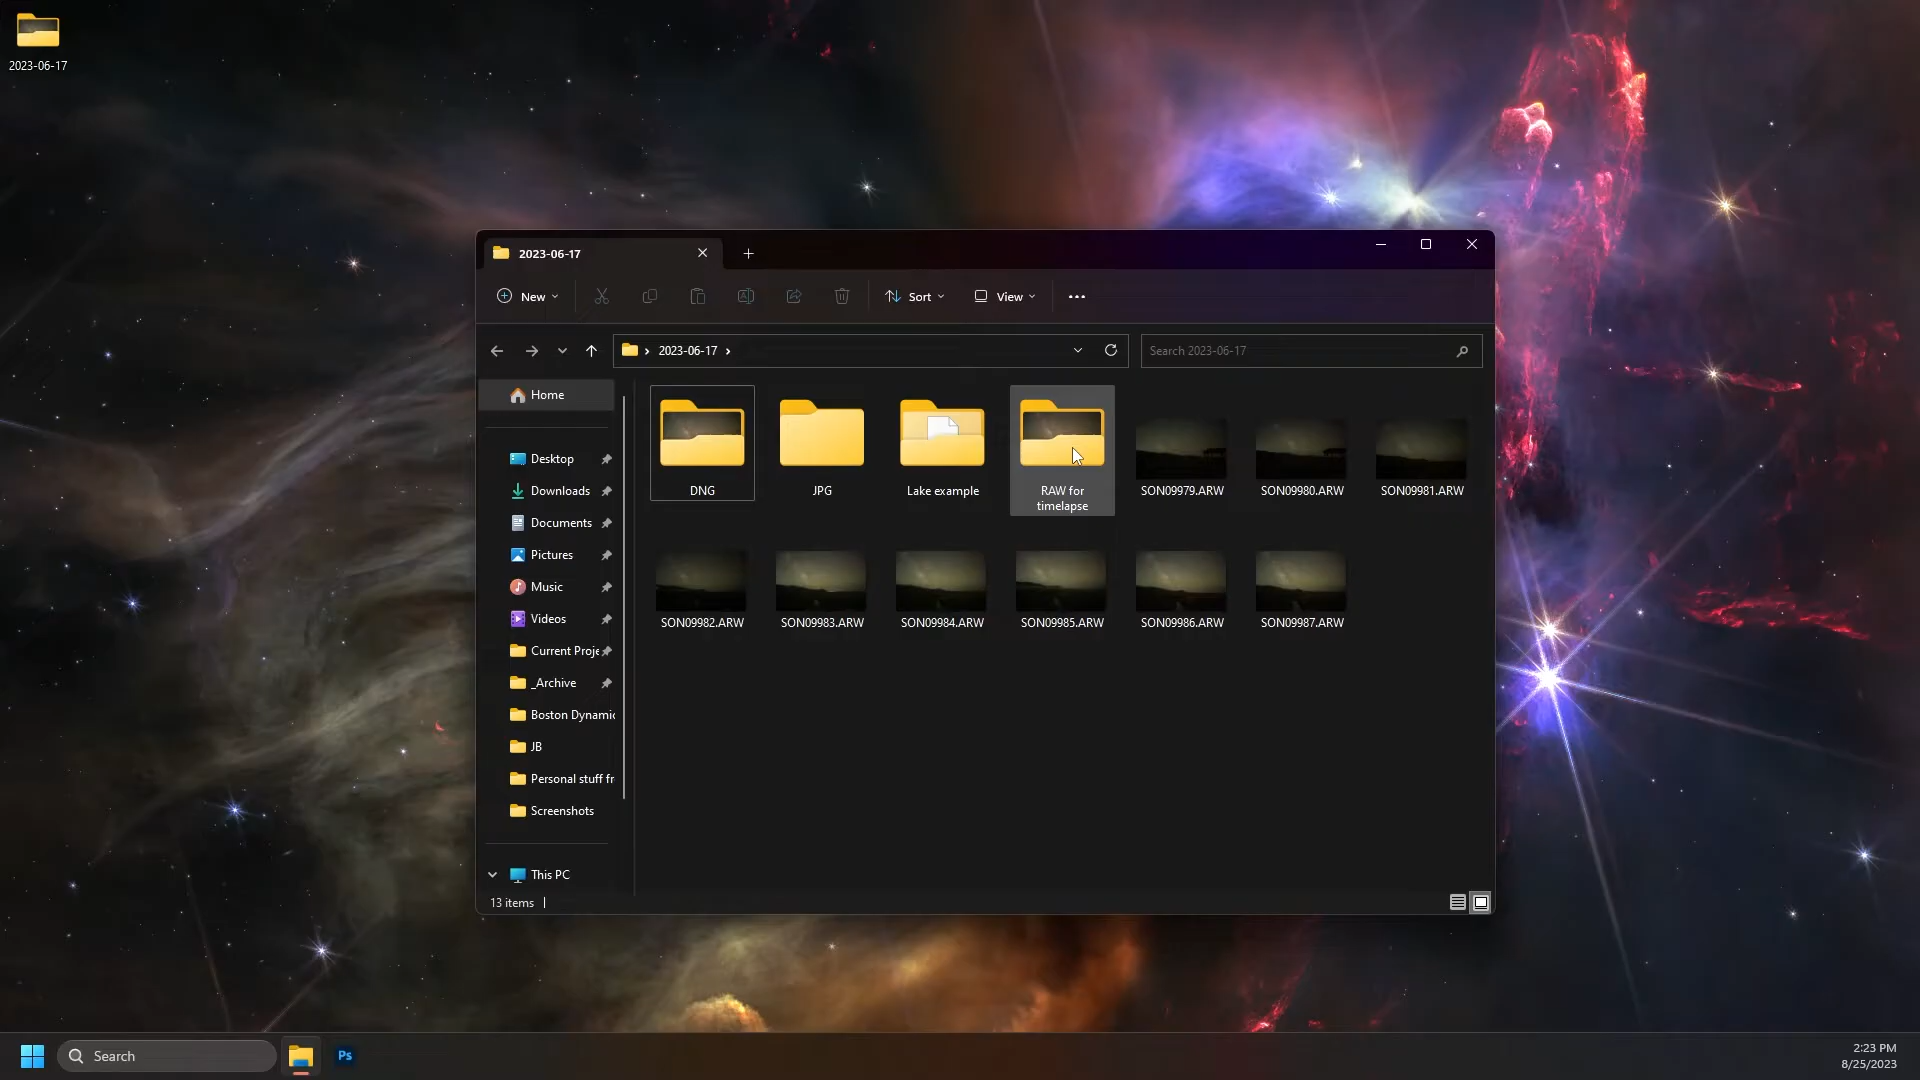 2023-06-17
2023-06-17
New
Sort
View
2023-06-17
Search 2023-06-17
Home
Desktop
Downloads
Documents
Pictures
Music
Videos
Current Proje
_Archive
Boston Dynamic
JB
Personal stuff fr
Screenshots
This PC
DNG
JPG
Lake example
RAW for
timelapse
SON09979.ARW
SON09980.ARW
SON09981.ARW
SON09982.ARW
SON09983.ARW
SON09984.ARW
SON09985.ARW
SON09986.ARW
SON09987.ARW
13 items
Search
Ps
2:23 PM
8/25/2023